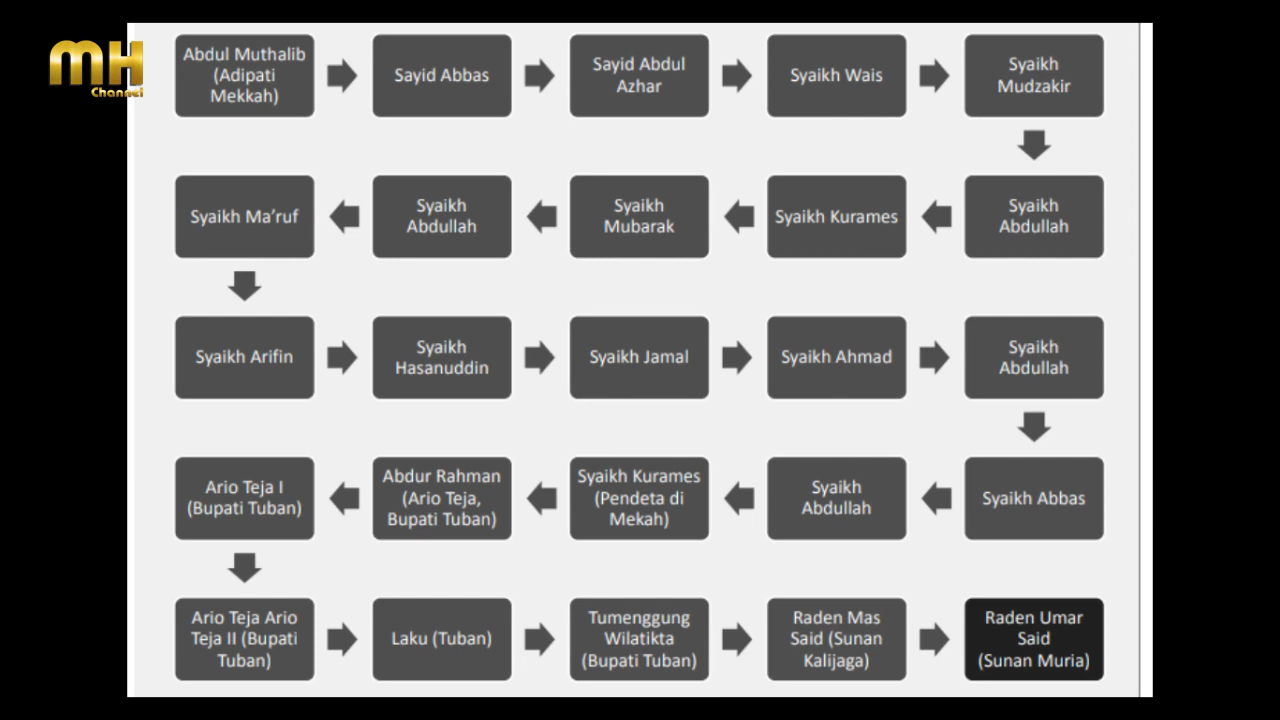 MH
Channel
Abdul Muthalib
(Adipati
Mekkah)
Sayid Abbas
Sayid Abdul
Azhar
Syaikh Wais
Syaikh
Mudzakir
Syaikh
Abdullah
Syaikh Kurames
Syaikh
Mubarak
Syaikh
Abdullah
Syaikh Ma'ruf
Syaikh Arifin
Syaikh
Hasanuddin
Syaikh Jamal
Syaikh Ahmad
Syaikh
Abdullah
Syaikh Abbas
Syaikh
Abdullah
Syaikh Kurames
(Pendeta di
Mekah)
Abdur Rahman
(Ario Teja,
Bupati Tuban)
Ario Teja I
(Bupati Tuban)
Ario Teja Ario
Teja II (Bupati
Tuban)
Laku (Tuban)
Tumenggung
Wilatikta
(Bupati Tuban)
Raden Mas
Said (Sunan
Kalijaga)
Raden Umar
Said
(Sunan Muria)